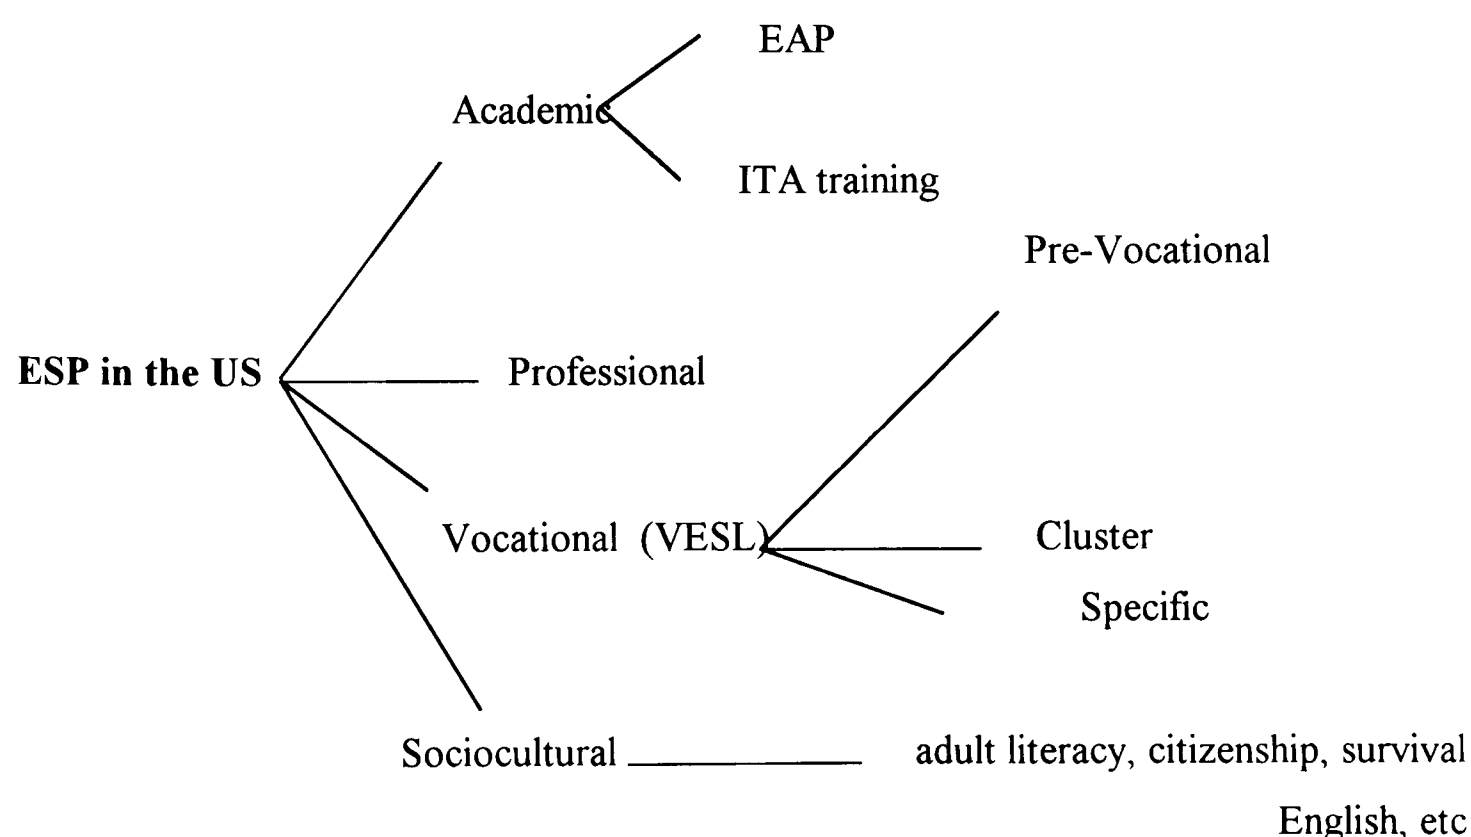 EAP
Academic
ITA training
Pre-Vocational
ESP in the US
Professional
Vocational (VESL)
Cluster
Specific
Sociocultural
adult literacy, citizenship, survival
English, etc